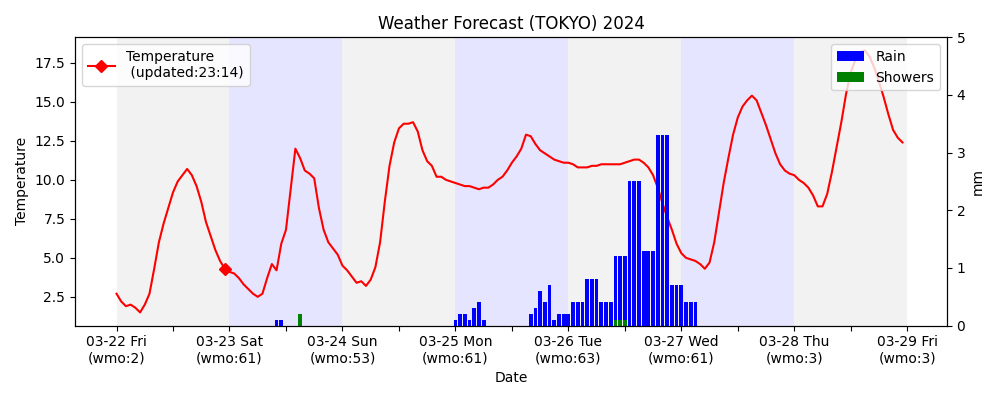 Weather Forecast (TOKYO) 2024
Temperature
(updated:23:14)
Rain
Showers
Temperature
17.5
15.0
12.5
10.0
7.5
5.0
2.5
5
4
3
2
1
0
mm
03-22 Fri
(wmo:2)
03-23 Sat
(wmo:61)
03-24 Sun
(wmo:53)
03-25 Mon
(wmo:61)
03-26 Tue
(wmo:63)
03-27 Wed
(wmo:61)
03-28 Thu
(wmo:3)
03-29 Fri
(wmo:3)
Date